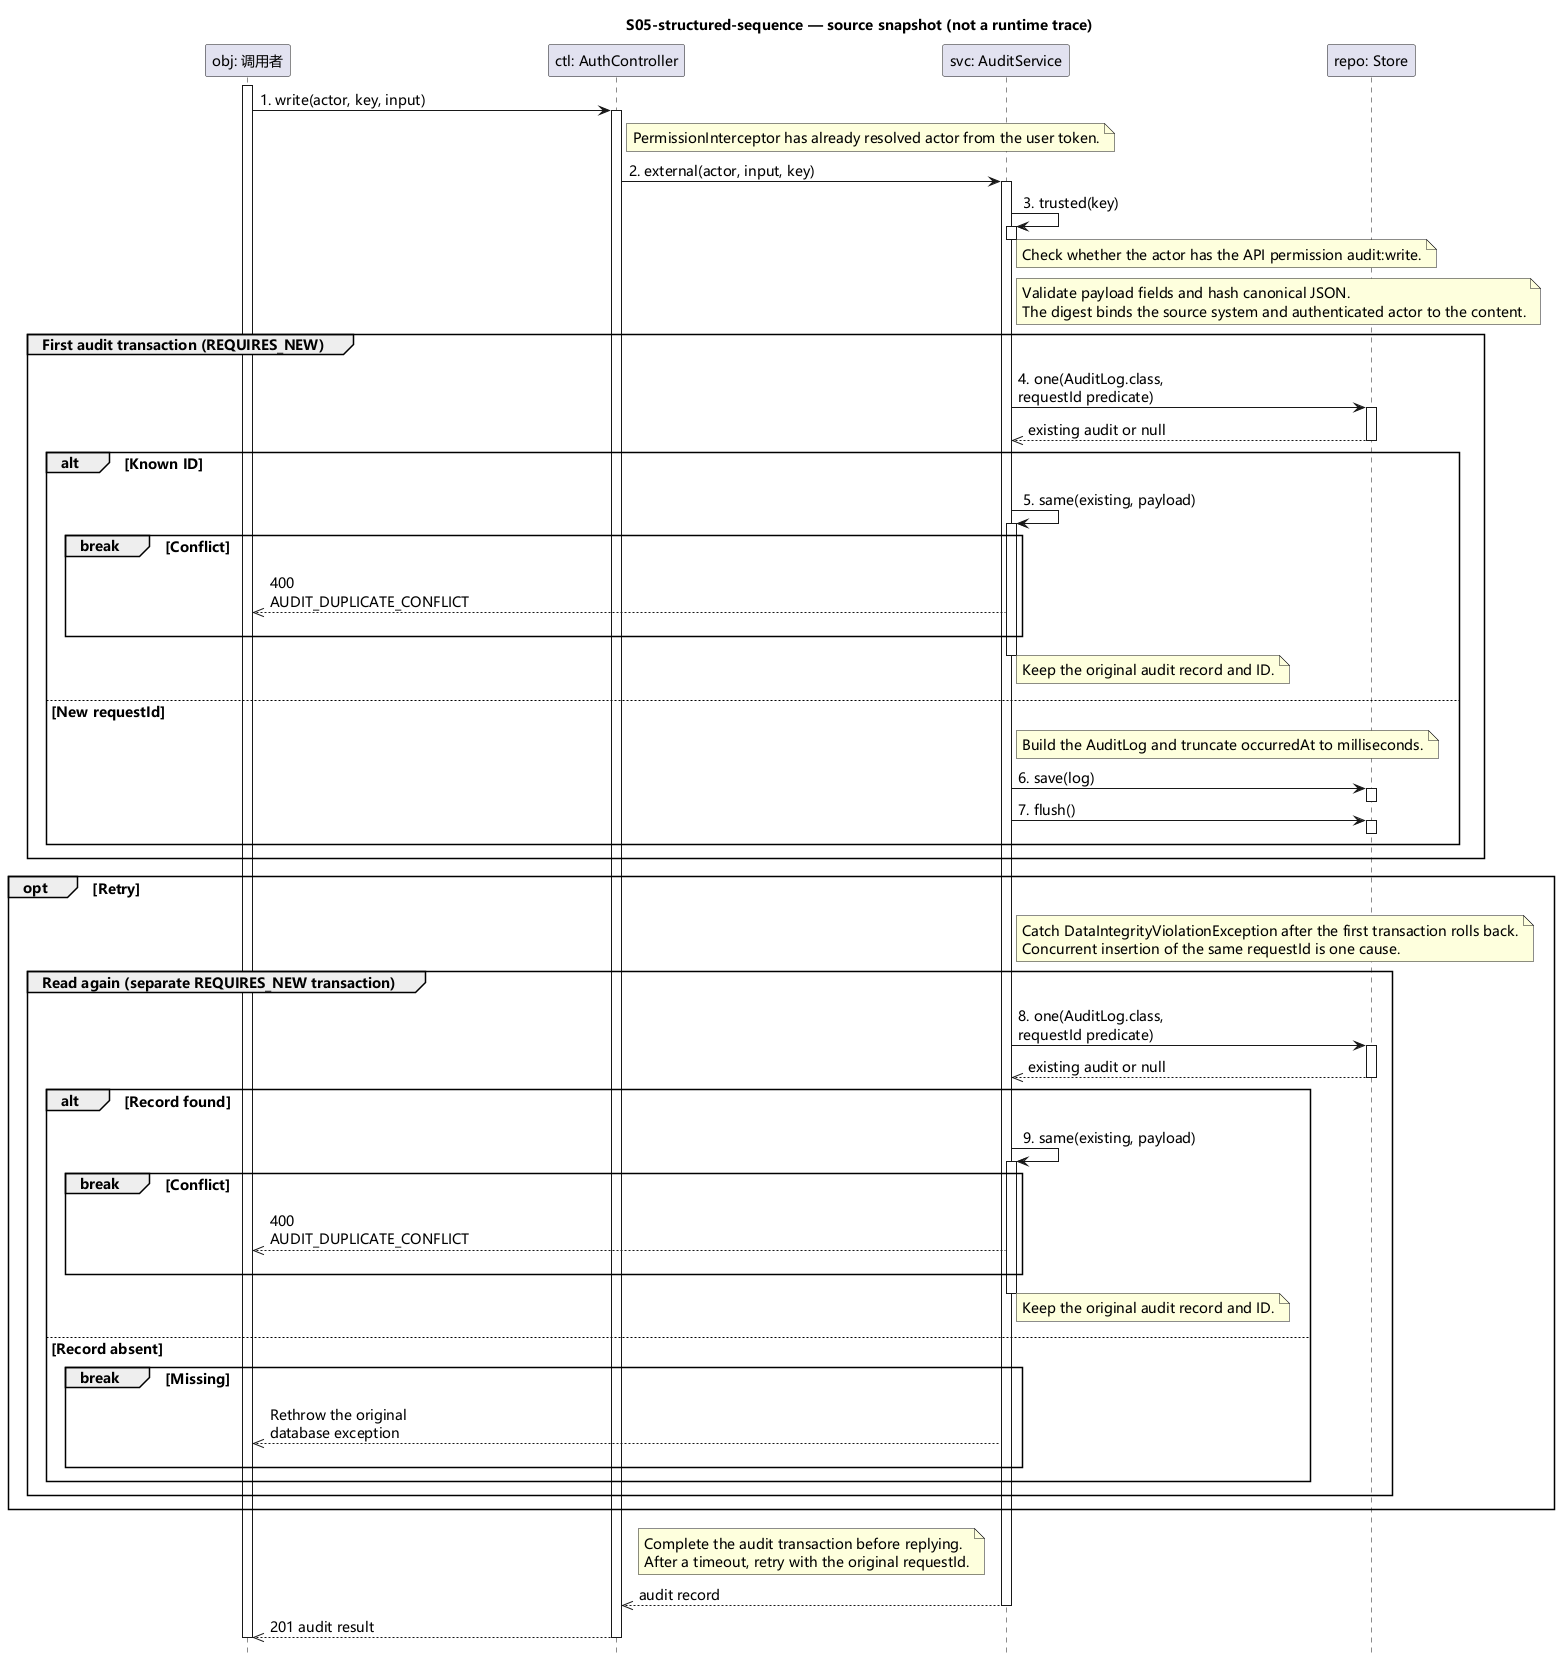 S05-structured-sequence — source snapshot (not a runtime trace)
obj: 调用者
ctl: AuthController
svc: AuditService
repo: Store
1. write(actor, key, input)
PermissionInterceptor has already resolved actor from the user token.
2. external(actor, input, key)
3. trusted(key)
Check whether the actor has the API permission audit:write.
Validate payload fields and hash canonical JSON.
The digest binds the source system and authenticated actor to the content.
First audit transaction (REQUIRES_NEW)
4. one(AuditLog.class,
requestId predicate)
existing audit or null
alt [Known ID]
5. same(existing, payload)
break [Conflict]
400
AUDIT_DUPLICATE_CONFLICT
Keep the original audit record and ID.
[New requestId]
Build the AuditLog and truncate occurredAt to milliseconds.
6. save(log)
7. flush()
opt [Retry]
Catch DataIntegrityViolationException after the first transaction rolls back.
Concurrent insertion of the same requestId is one cause.
Read again (separate REQUIRES_NEW transaction)
8. one(AuditLog.class,
requestId predicate)
existing audit or null
alt [Record found]
9. same(existing, payload)
break [Conflict]
400
AUDIT_DUPLICATE_CONFLICT
Keep the original audit record and ID.
[Record absent]
break [Missing]
Rethrow the original
database exception
Complete the audit transaction before replying.
After a timeout, retry with the original requestId.
audit record
201 audit result